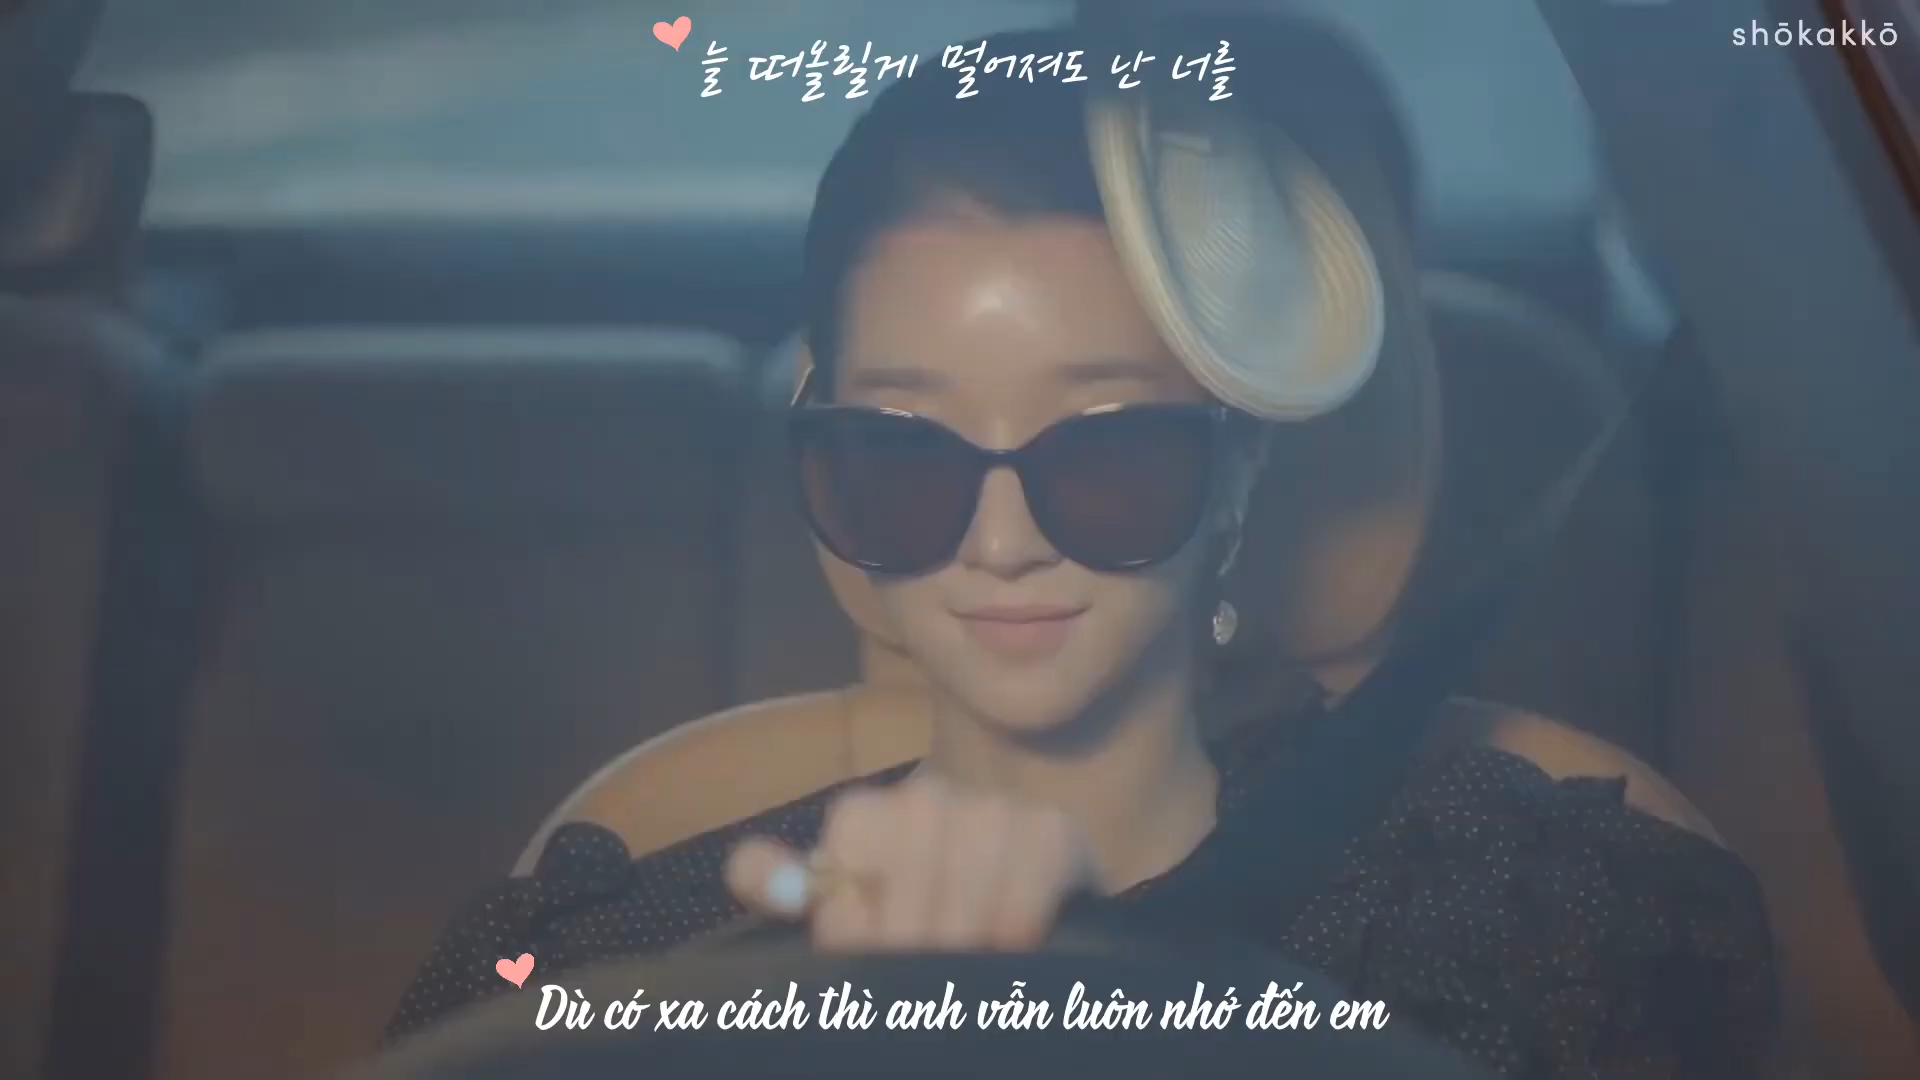 shōkakkō
늘 떠올릴게 멀어져도 난 너를
Dù có xa cách thì anh vẫn luôn nhớ đến em